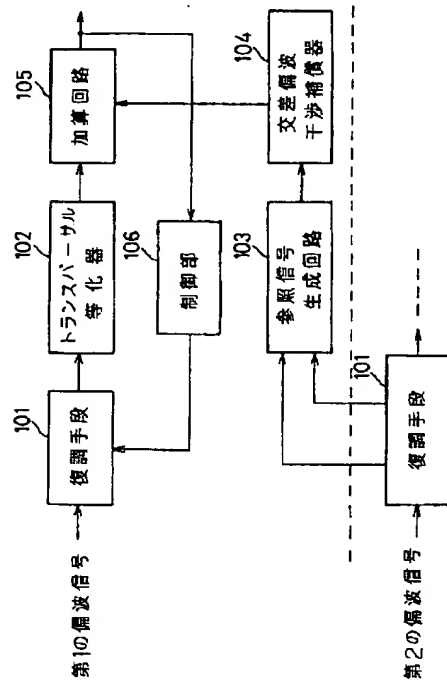 第1の偏波信号
101
復調手段
102
トランスバーサル
等化器
105
加算回路
106
制御部
103
参照信号
生成回路
104
交差偏波
干渉補償器
第2の偏波信号
101
復調手段